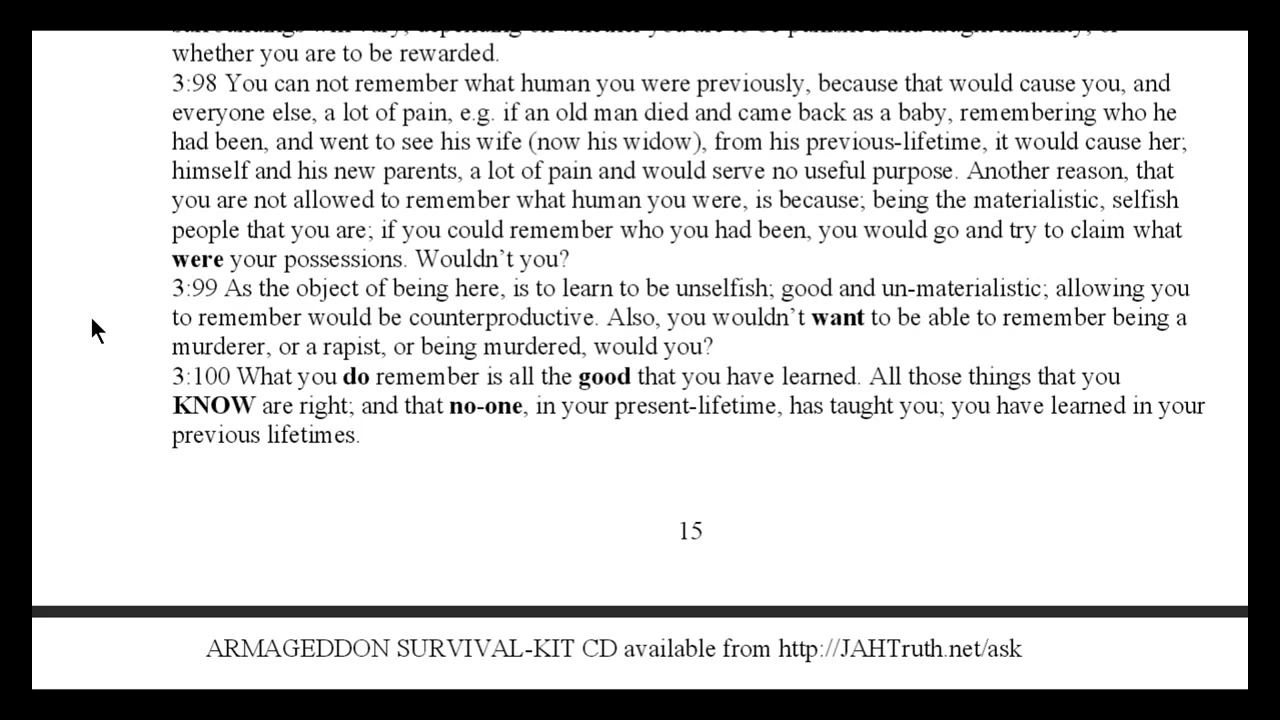 whether you are to be rewarded.
3:98 You can not remember what human you were previously, because that would cause you, and
everyone else, a lot of pain, e.g. if an old man died and came back as a baby, remembering who he
had been, and went to see his wife (now his widow), from his previous-lifetime, it would cause her;
himself and his new parents, a lot of pain and would serve no useful purpose. Another reason, that
you are not allowed to remember what human you were, is because; being the materialistic, selfish
people that you are; if you could remember who you had been, you would go and try to claim what
were your possessions. Wouldn’t you?
3:99 As the object of being here, is to learn to be unselfish; good and un-materialistic; allowing you
to remember would be counterproductive. Also, you wouldn’t want to be able to remember being a
murderer, or a rapist, or being murdered, would you?
3:100 What you do remember is all the good that you have learned. All those things that you
KNOW are right; and that no-one, in your present-lifetime, has taught you; you have learned in your
previous lifetimes.
15
ARMAGEDDON SURVIVAL-KIT CD available from http://JAHTruth.net/ask